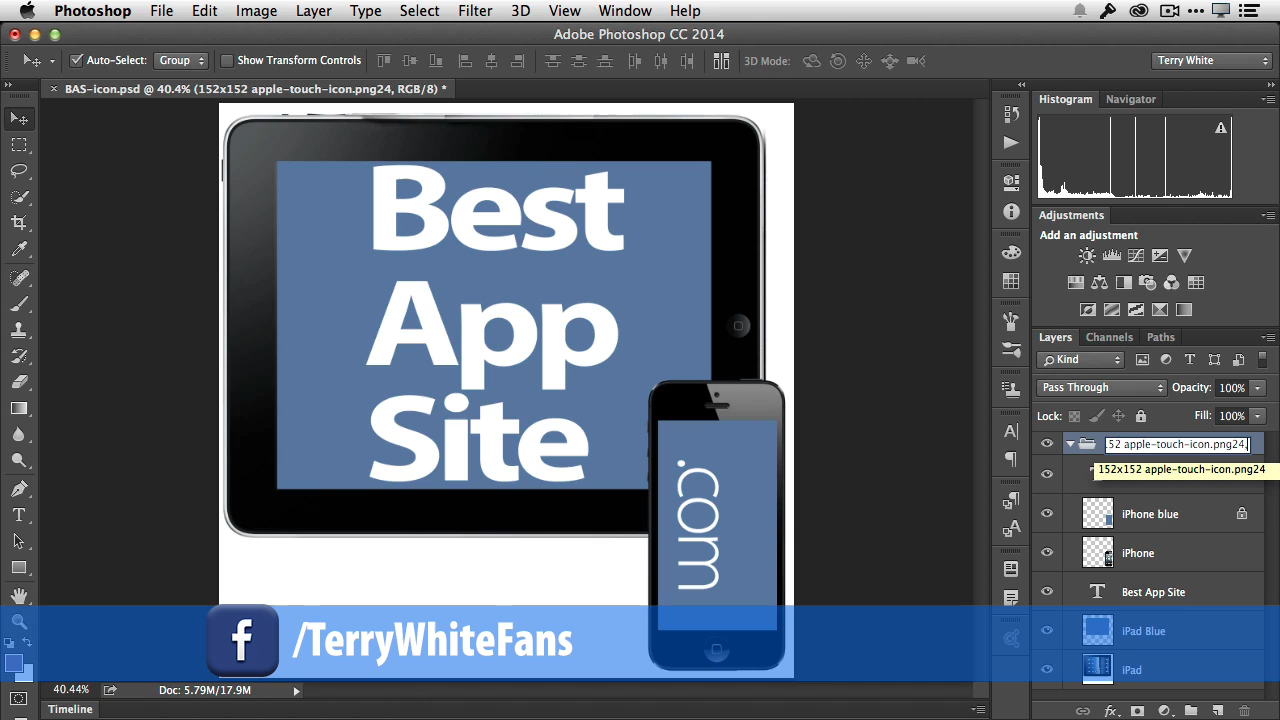 Photoshop File Edit Image Layer Type Select Filter 3D View Window Help
Adobe Photoshop CC 2014
Auto-Select: Group Show Transform Controls 3D Mode: Terry White
BAS-icon.psd @ 40.4% (152x152 apple-touch-icon.png24, RGB/8) *
Histogram Navigator
Best
App
Site
.com
Adjustments
Add an adjustment
Layers Channels Paths
Kind
Pass Through Opacity: 100%
Lock: Fill: 100%
52 apple-touch-icon.png24,
152x152 apple-touch-icon.png24
iPhone blue
iPhone
T Best App Site
iPad Blue
iPad
f /TerryWhiteFans
40.44% Doc: 5.79M/17.9M
Timeline
fx